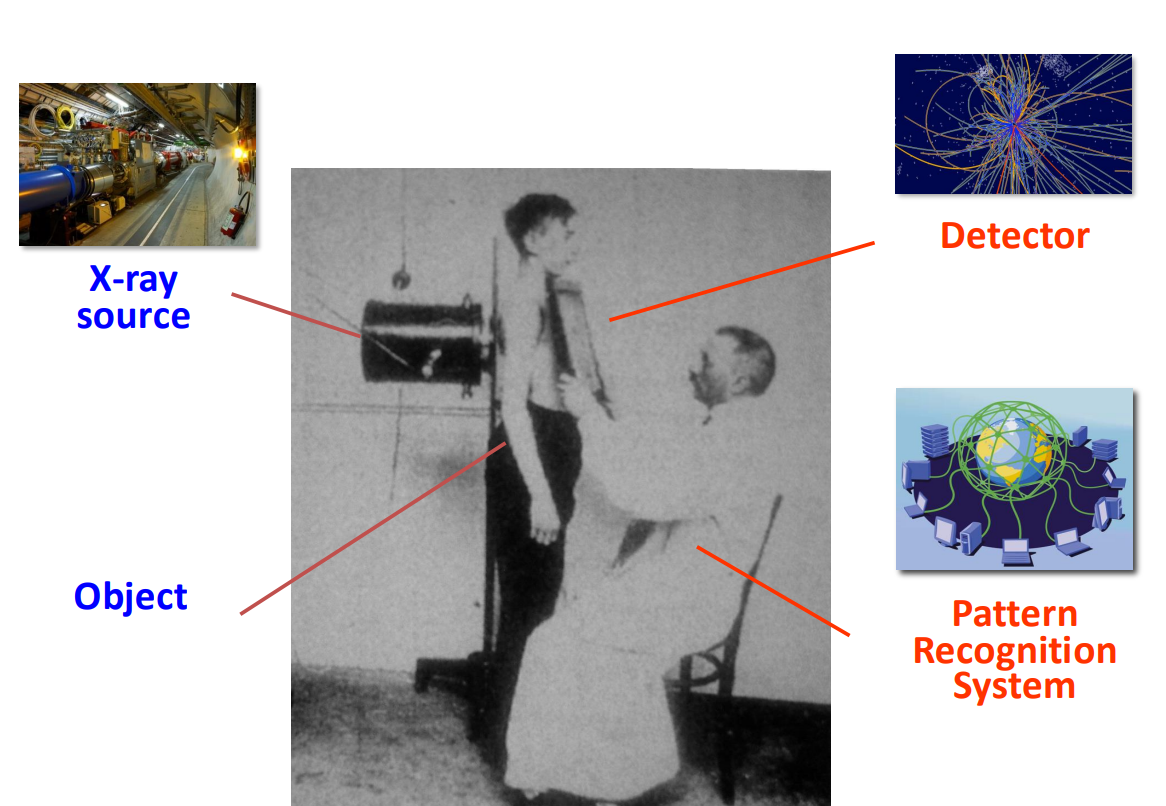 X-ray
source
Detector
Object
Pattern
Recognition
System